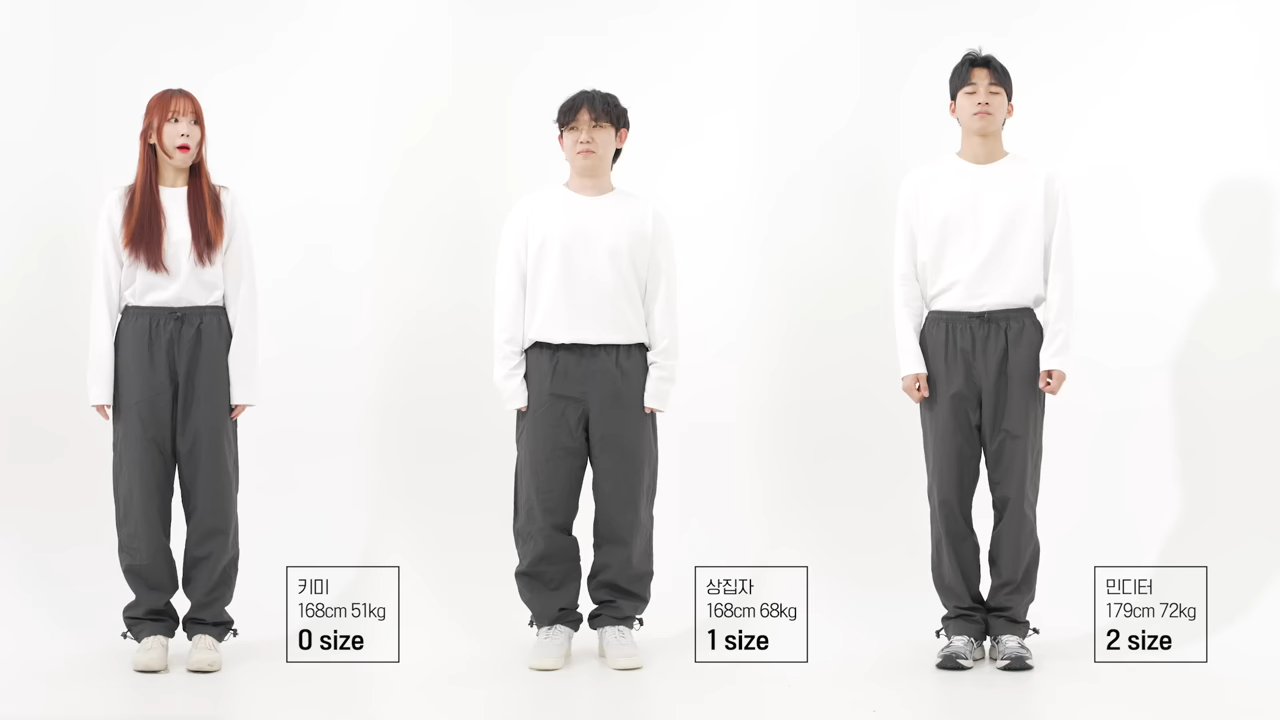 키미
168cm 51kg
0 size
상집자
168cm 68kg
1 size
민디터
179cm 72kg
2 size